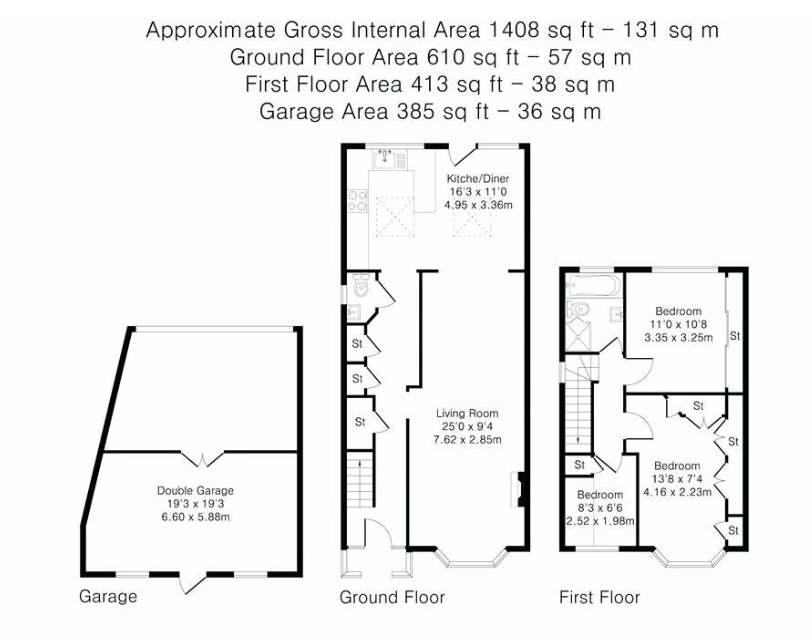 Approximate Gross Internal Area 1408 sq ft – 131 sq m
Ground Floor Area 610 sq ft – 57 sq m
First Floor Area 413 sq ft – 38 sq m
Garage Area 385 sq ft – 36 sq m
Double Garage
19'3 x 19'3
6.60 x 5.88m
Garage
Kitche/Diner
16'3 x 11'0
4.95 x 3.36m
St
St
St
Living Room
25'0 x 9'4
7.62 x 2.85m
Ground Floor
Bedroom
11'0 x 10'8
3.35 x 3.25m
St
St
St
Bedroom
13'8 x 7'4
4.16 x 2.23m
St
Bedroom
8'3 x 6'6
2.52 x 1.98m
St
First Floor